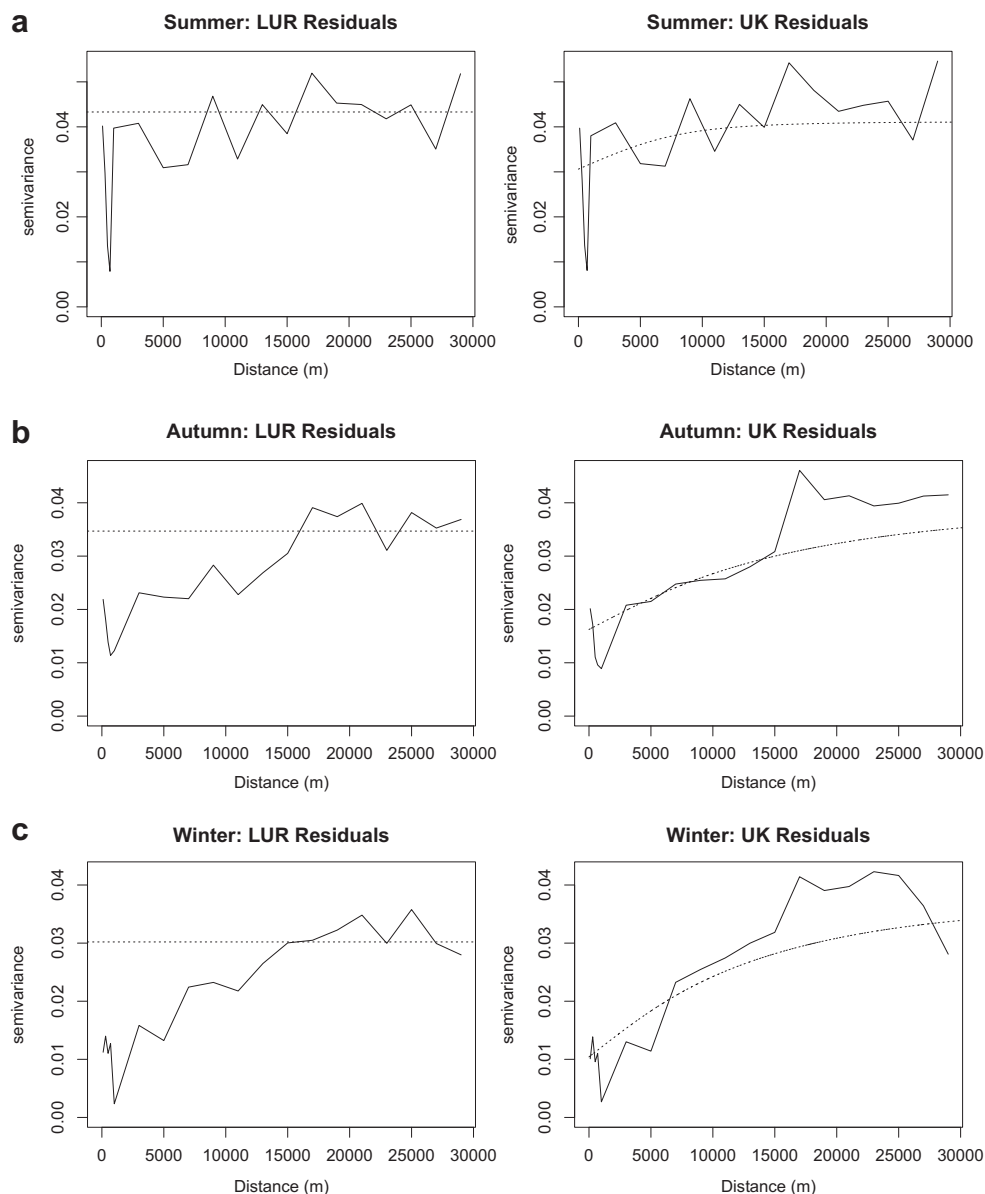 a
Summer: LUR Residuals
Summer: UK Residuals
semivariance
0.00 0.02 0.04
0 5000 10000 15000 20000 25000 30000
Distance (m)
semivariance
0.00 0.02 0.04
0 5000 10000 15000 20000 25000 30000
Distance (m)
b
Autumn: LUR Residuals
Autumn: UK Residuals
semivariance
0.00 0.01 0.02 0.03 0.04
0 5000 10000 15000 20000 25000 30000
Distance (m)
semivariance
0.00 0.01 0.02 0.03 0.04
0 5000 10000 15000 20000 25000 30000
Distance (m)
c
Winter: LUR Residuals
Winter: UK Residuals
semivariance
0.00 0.01 0.02 0.03 0.04
0 5000 10000 15000 20000 25000 30000
Distance (m)
semivariance
0.00 0.01 0.02 0.03 0.04
0 5000 10000 15000 20000 25000 30000
Distance (m)